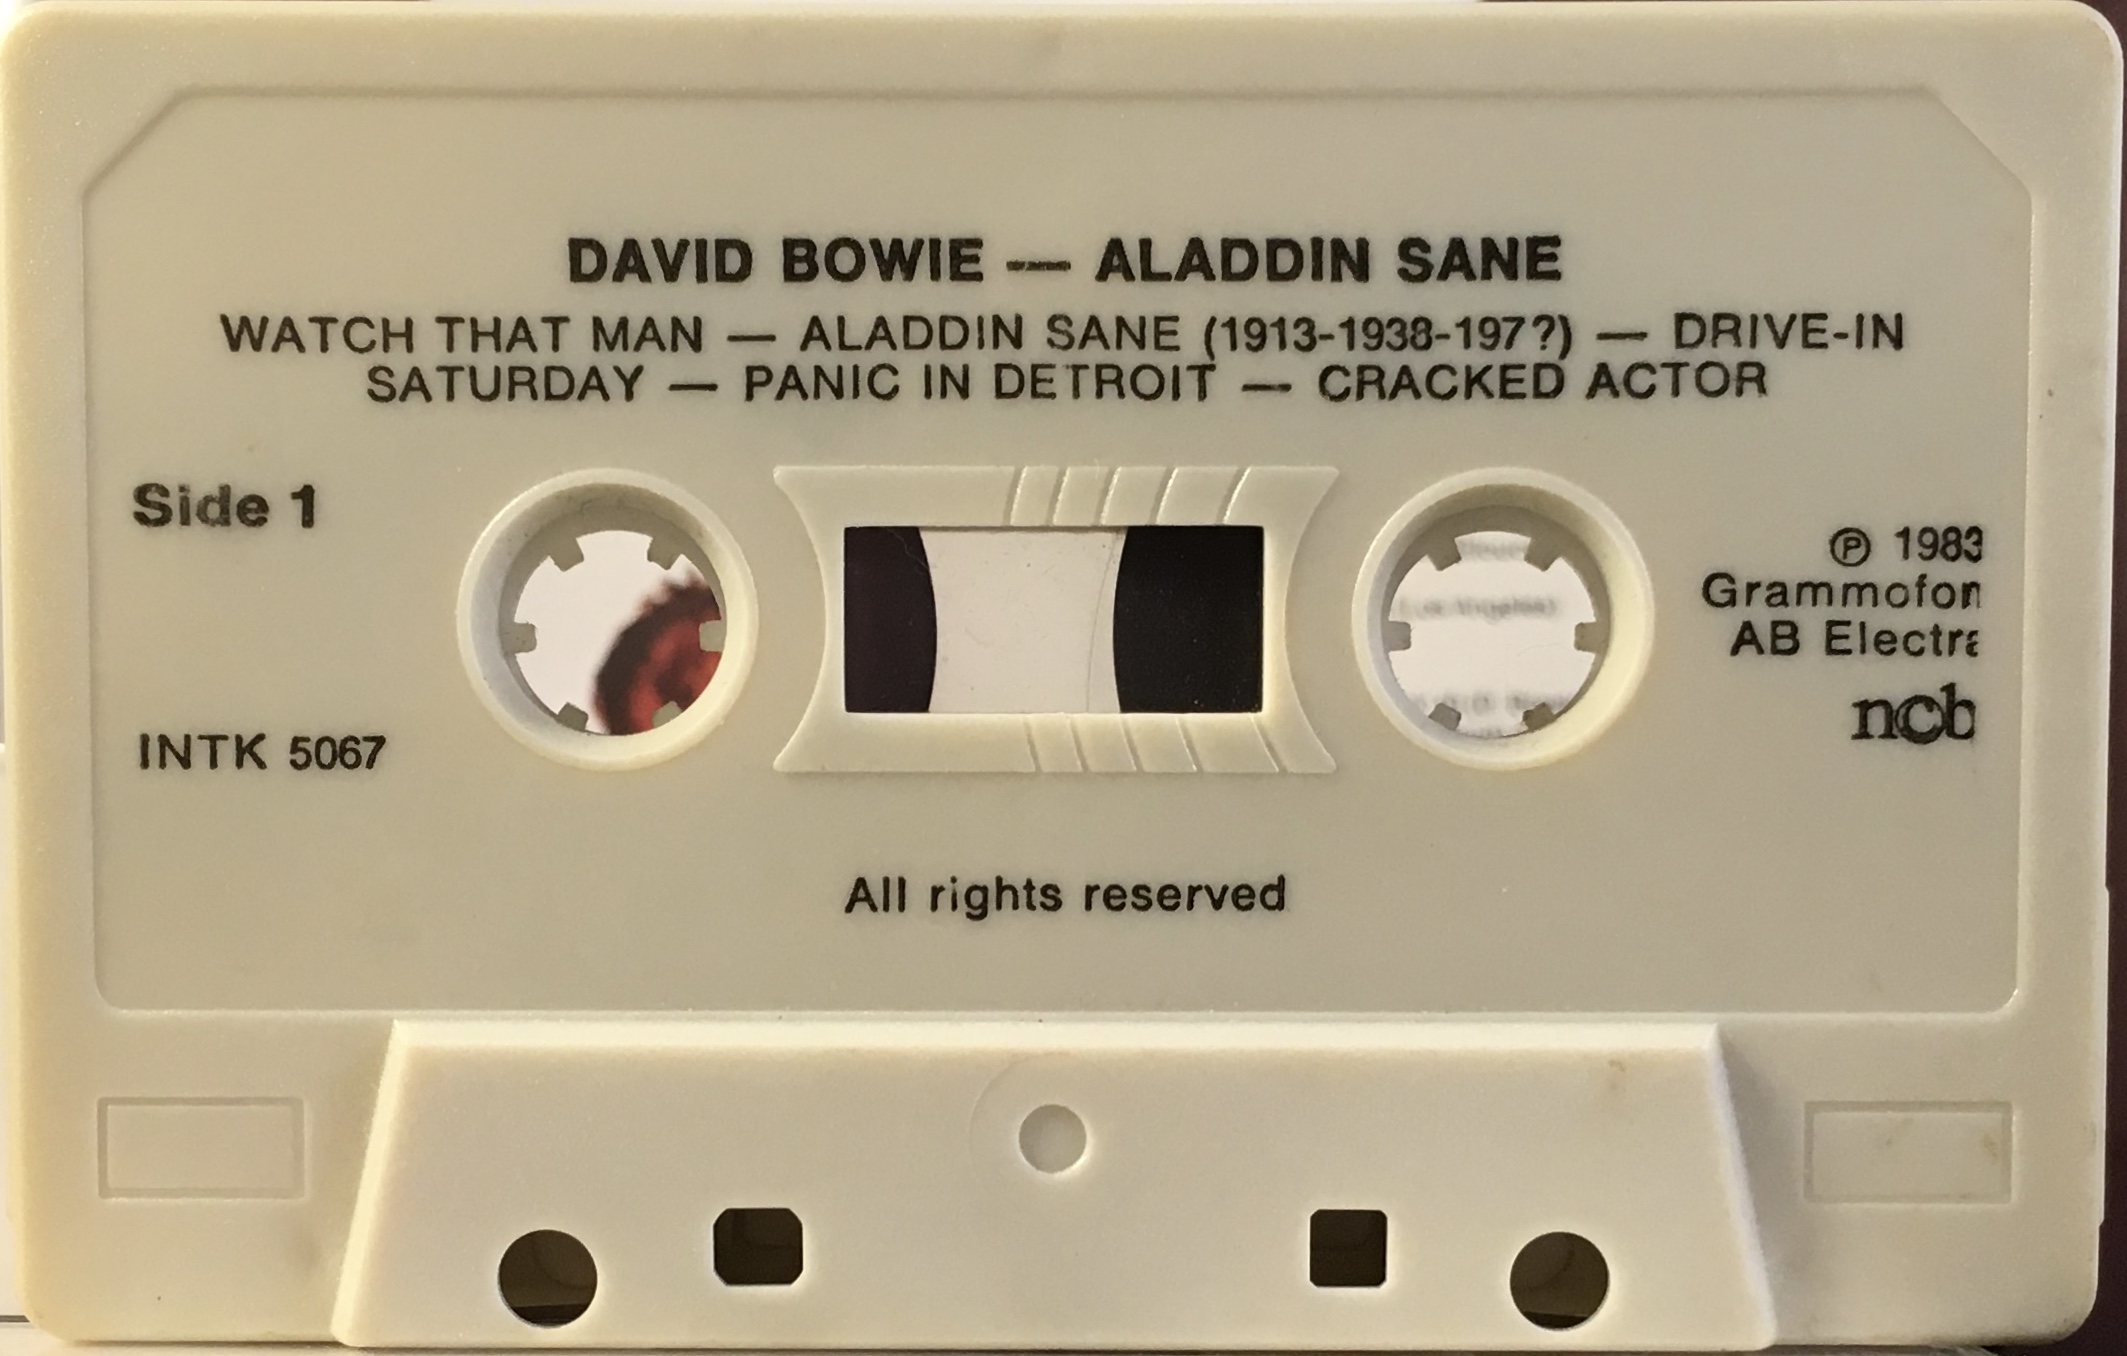 DAVID BOWIE — ALADDIN SANE
WATCH THAT MAN — ALADDIN SANE (1913-1938-197?) — DRIVE-IN
SATURDAY — PANIC IN DETROIT — CRACKED ACTOR
Side 1
℗ 1983
Grammofon
AB Electra
ncb
INTK 5067
All rights reserved